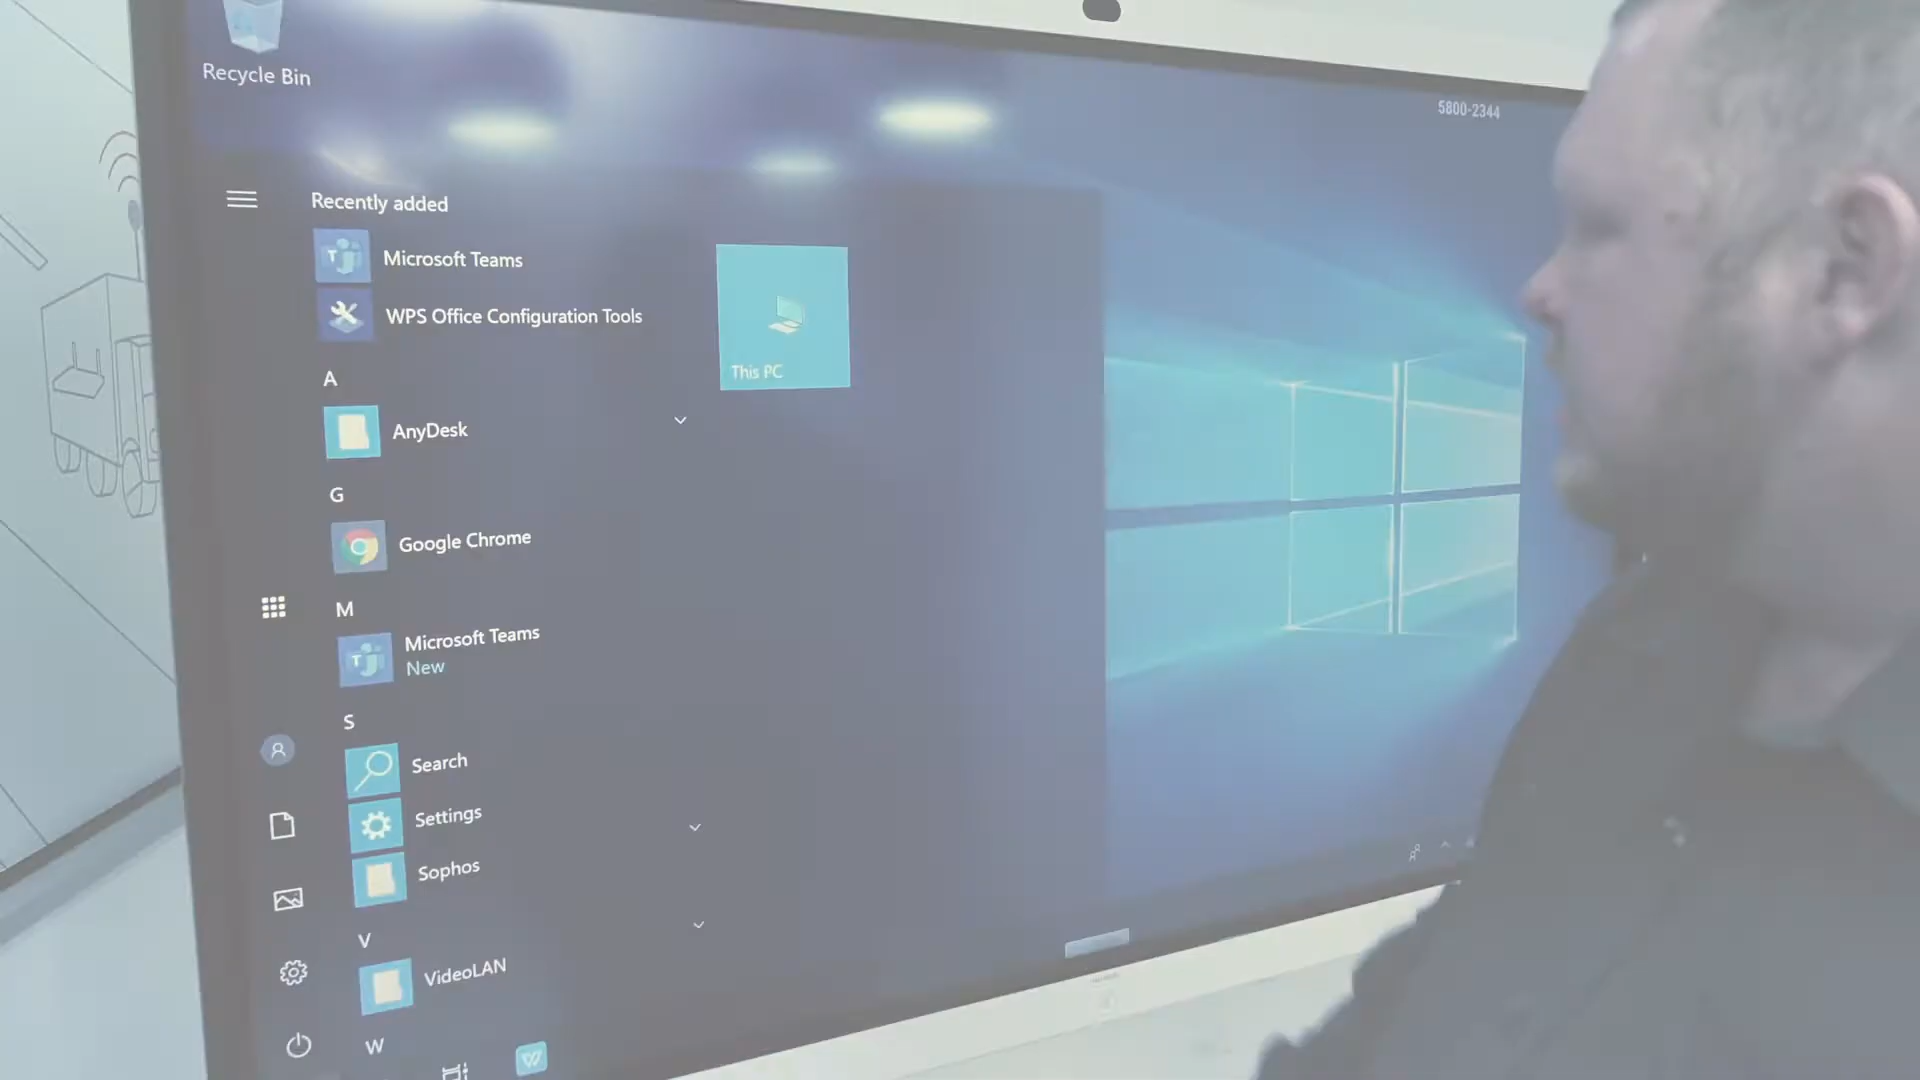 Recycle Bin
5800-2344
Recently added
Microsoft Teams
WPS Office Configuration Tools
This PC
A
AnyDesk
G
Google Chrome
M
Microsoft Teams
New
S
Search
Settings
Sophos
V
VideoLAN
W